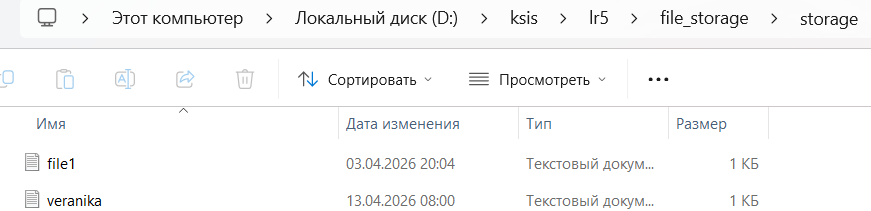 Этот компьютер > Локальный диск (D:) > ksis > lr5 > file_storage > storage
Сортировать Просмотреть
Имя Дата изменения Тип Размер
file1 03.04.2026 20:04 Текстовый докум... 1 КБ
veranika 13.04.2026 08:00 Текстовый докум... 1 КБ